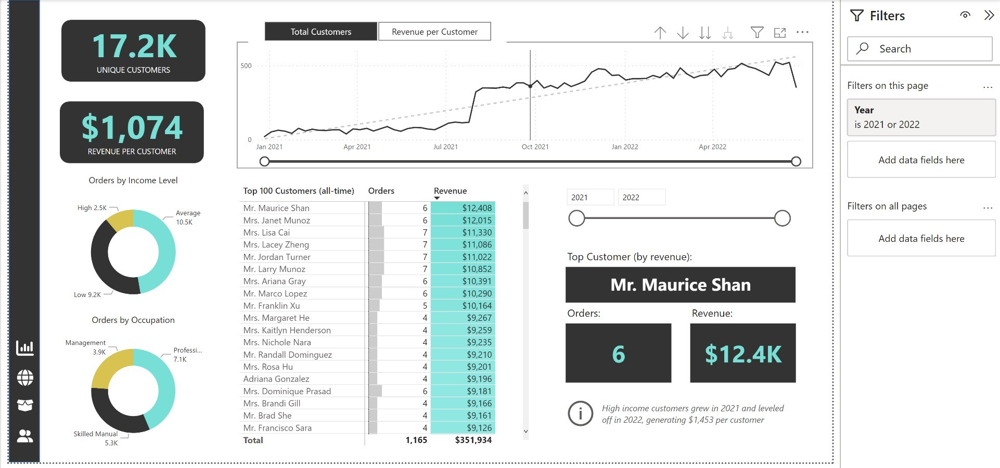 17.2K
UNIQUE CUSTOMERS
$1,074
REVENUE PER CUSTOMER
Orders by Income Level
High 2.5K
Average
10.5K
Low 9.2K
Orders by Occupation
Management
3.9K
Professi...
7.1K
Skilled Manual
5.3K
Total Customers
Revenue per Customer
500
0
Jan 2021
Apr 2021
Jul 2021
Oct 2021
Jan 2022
Apr 2022
Top 100 Customers (all-time) Orders Revenue
Mr. Maurice Shan 6 $12,408
Mrs. Janet Munoz 6 $12,015
Mrs. Lisa Cai 7 $11,330
Mrs. Lacey Zheng 7 $11,086
Mr. Jordan Turner 7 $11,022
Mr. Larry Munoz 7 $10,852
Mrs. Ariana Gray 6 $10,391
Mr. Marco Lopez 6 $10,290
Mr. Franklin Xu 5 $10,164
Mrs. Margaret He 4 $9,267
Mrs. Kaitlyn Henderson 4 $9,259
Mrs. Nichole Nara 4 $9,235
Mr. Randall Dominguez 4 $9,210
Mrs. Rosa Hu 4 $9,201
Adriana Gonzalez 4 $9,196
Mrs. Dominique Prasad 6 $9,181
Mrs. Brandi Gill 4 $9,166
Mr. Brad She 4 $9,161
Mr. Francisco Sara 4 $9,126
Total 1,165 $351,934
2021
2022
Top Customer (by revenue):
Mr. Maurice Shan
Orders:
Revenue:
6
$12.4K
High income customers grew in 2021 and leveled
off in 2022, generating $1,453 per customer
Filters
Search
Filters on this page
Year
is 2021 or 2022
Add data fields here
Filters on all pages
Add data fields here